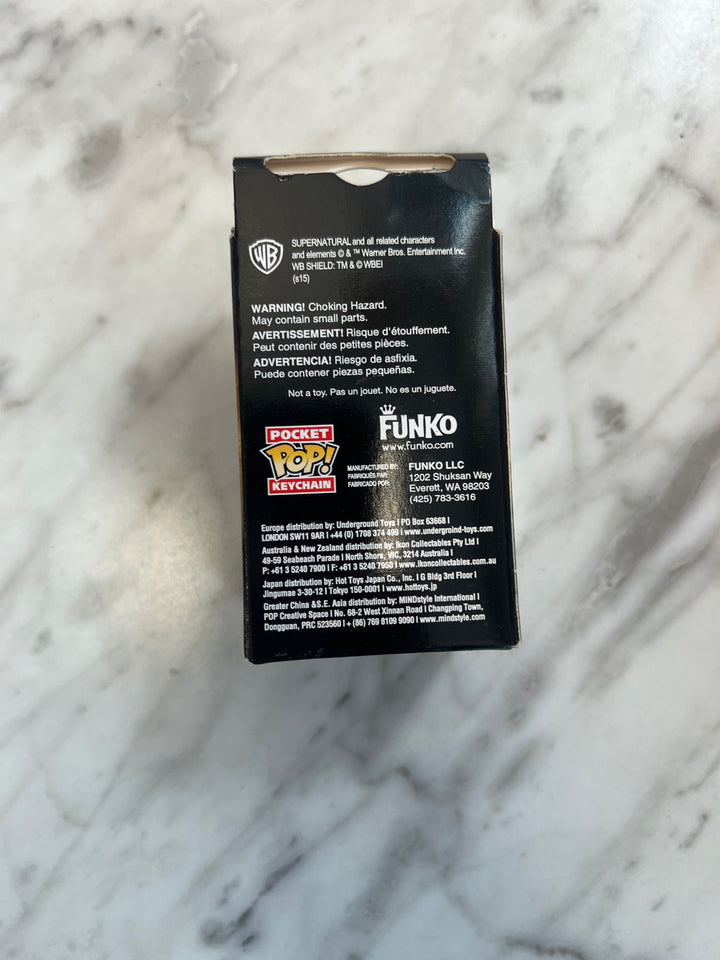 WB
SUPERNATURAL and all related characters
and elements © & ™ Warner Bros. Entertainment Inc.
WB SHIELD: TM & © WBEI
(s15)
WARNING! Choking Hazard.
May contain small parts.
AVERTISSEMENT! Risque d'étouffement.
Peut contenir des petites pièces.
ADVERTENCIA! Riesgo de asfixia.
Puede contener piezas pequeñas.
Not a toy. Pas un jouet. No es un juguete.
POCKET
POP!
KEYCHAIN
FUNKO
www.funko.com
MANUFACTURED BY:
FABRIQUÉS PAR:
FABRICADO POR:
FUNKO LLC
1202 Shuksan Way
Everett, WA 98203
(425) 783-3616
Europe distribution by: Underground Toys I PO Box 63668 I
LONDON SW11 9AR I +44 (0) 1708 374 499 I www.undergroind-toys.com
Australia & New Zealand distribution by: Ikon Collectables Pty Ltd I
49-59 Seabeach Parade I North Shore, VIC, 3214 Australia I
P: +61 3 5240 7900 I F: +61 3 5240 7950 I www.ikoncollectables.com.au
Japan distribution by: Hot Toys Japan Co., Inc. I G Bldg 3rd Floor I
Jingumae 3-30-12 I Tokyo 150-0001 I www.hottoys.jp
Greater China &S.E. Asia distribution by: MINDstyle International I
POP Creative Space I No. 68-2 West Xinnan Road I Changping Town,
Dongguan, PRC 523560 I + (86) 769 8109 9090 I www.mindstyle.com